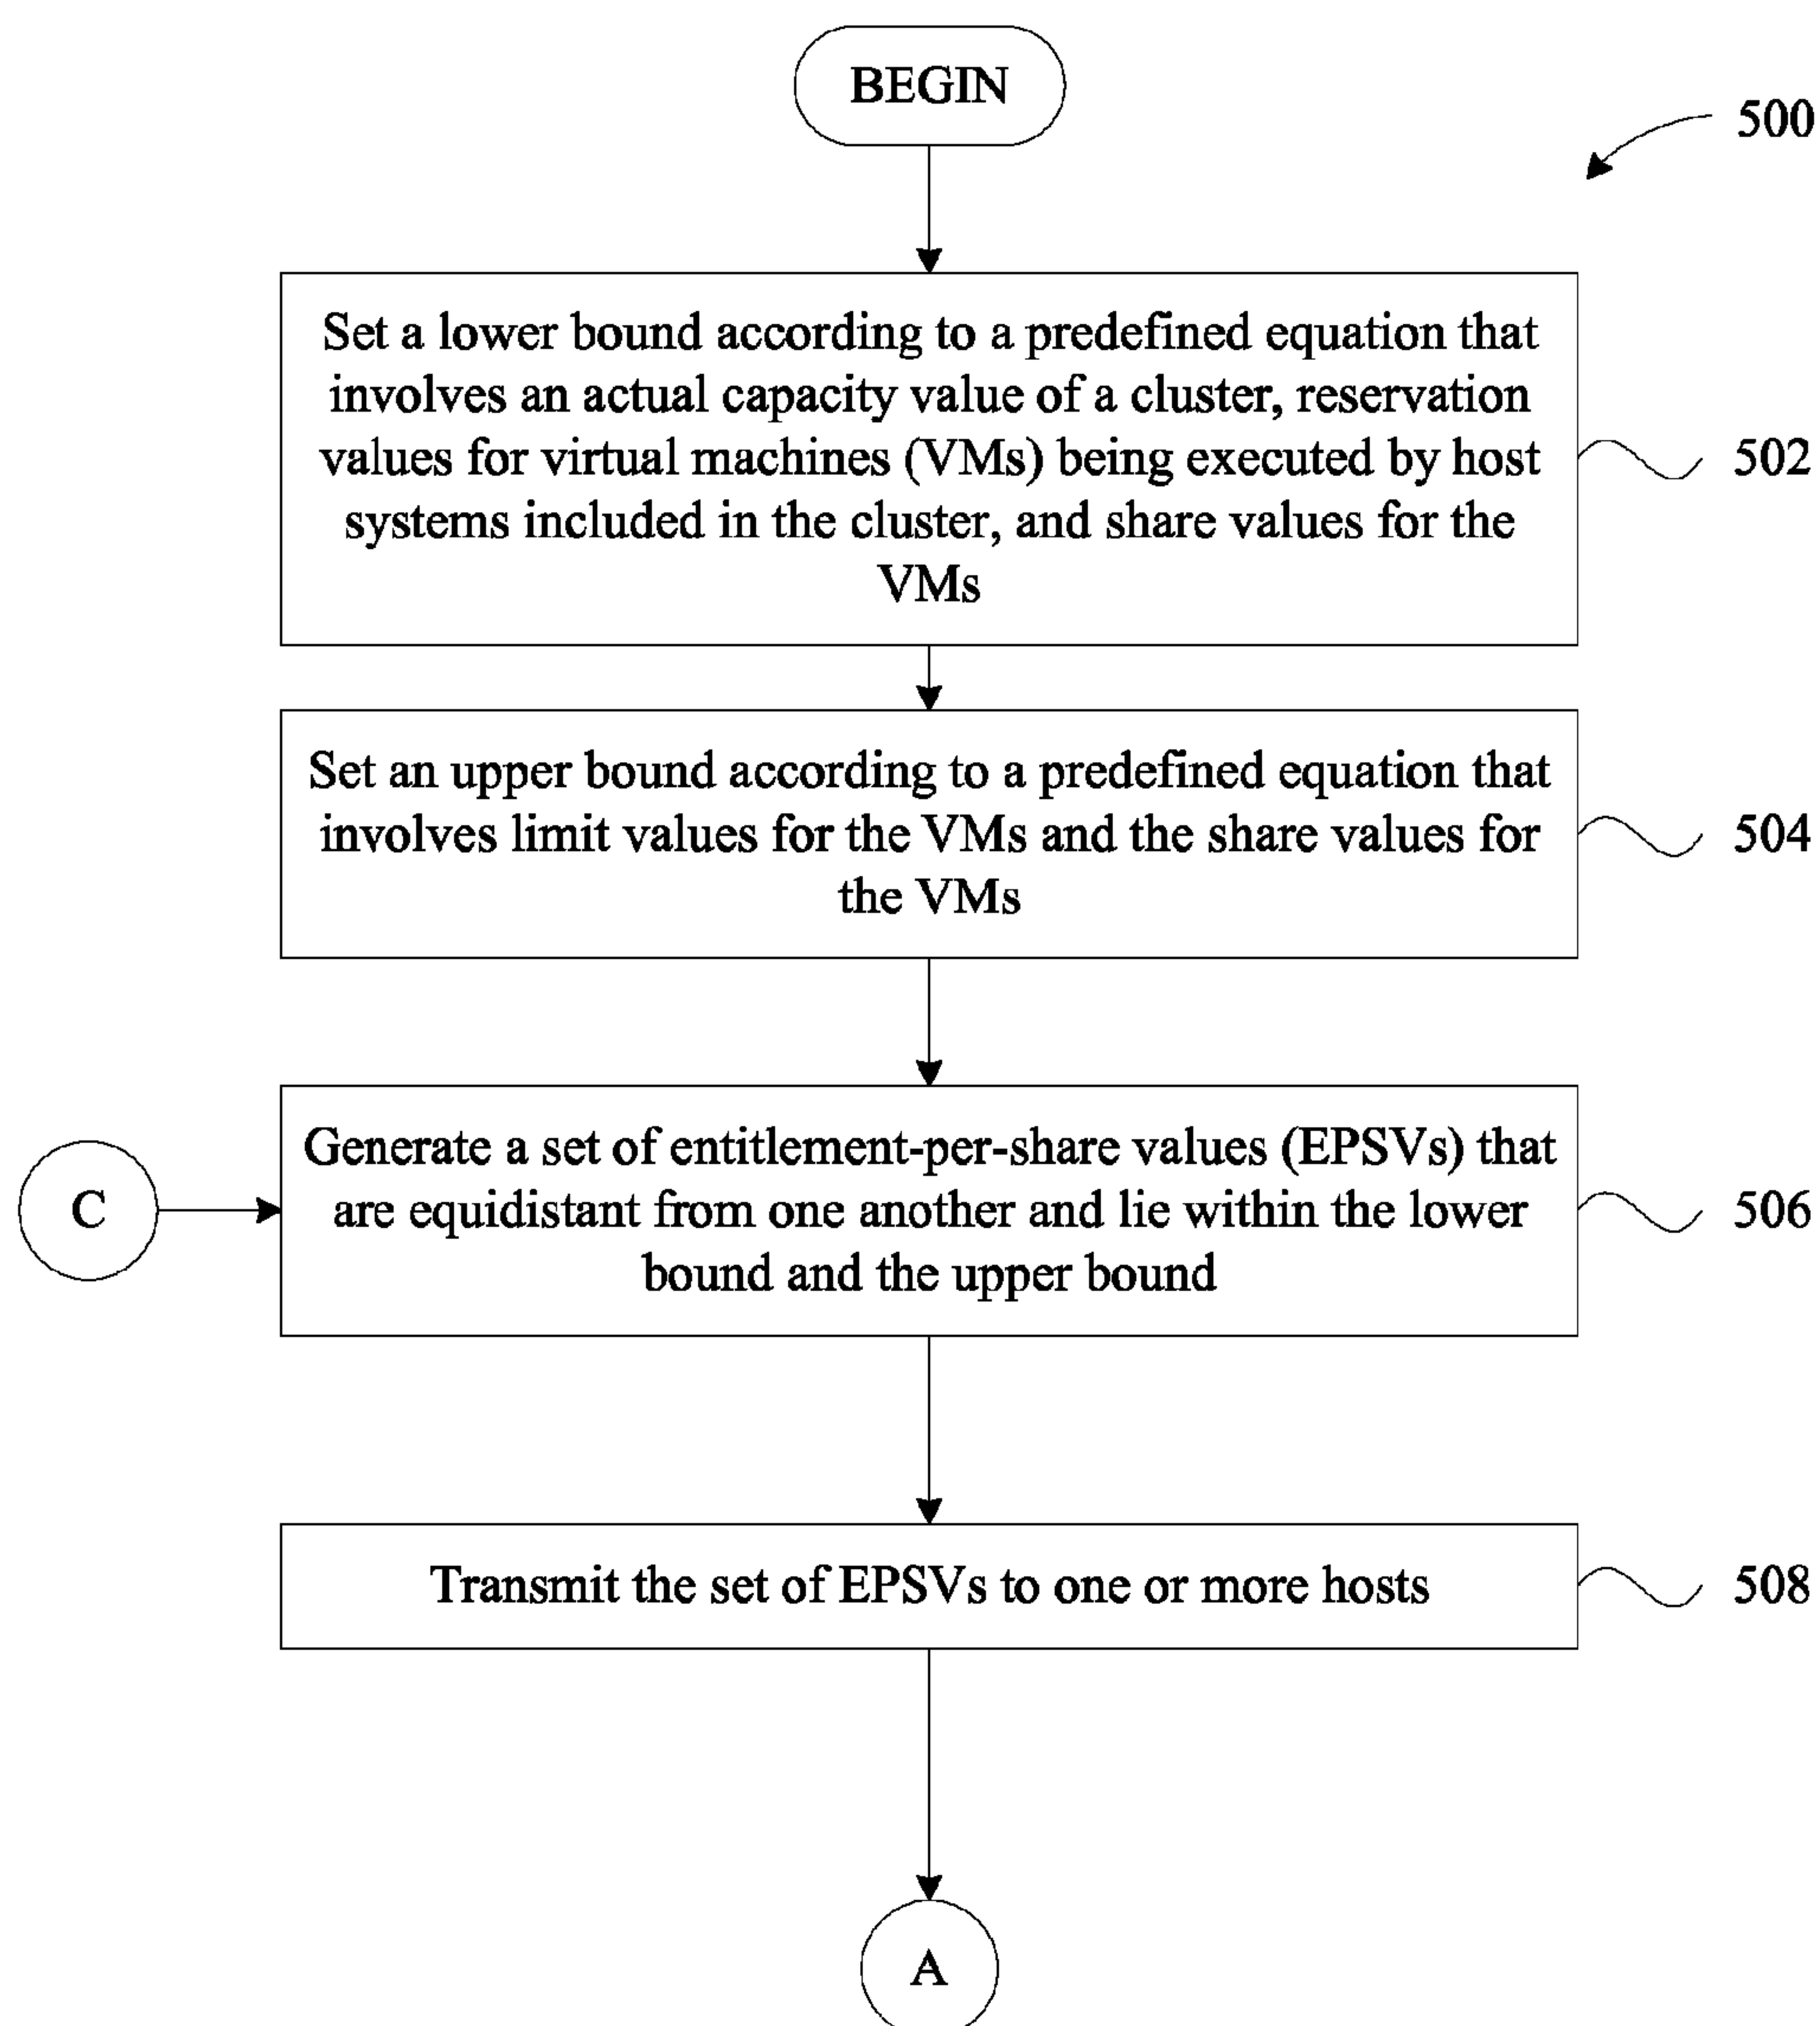 BEGIN
500
Set a lower bound according to a predefined equation that
involves an actual capacity value of a cluster, reservation
values for virtual machines (VMs) being executed by host
systems included in the cluster, and share values for the
VMs
502
Set an upper bound according to a predefined equation that
involves limit values for the VMs and the share values for
the VMs
504
C
Generate a set of entitlement-per-share values (EPSVs) that
are equidistant from one another and lie within the lower
bound and the upper bound
506
Transmit the set of EPSVs to one or more hosts
508
A